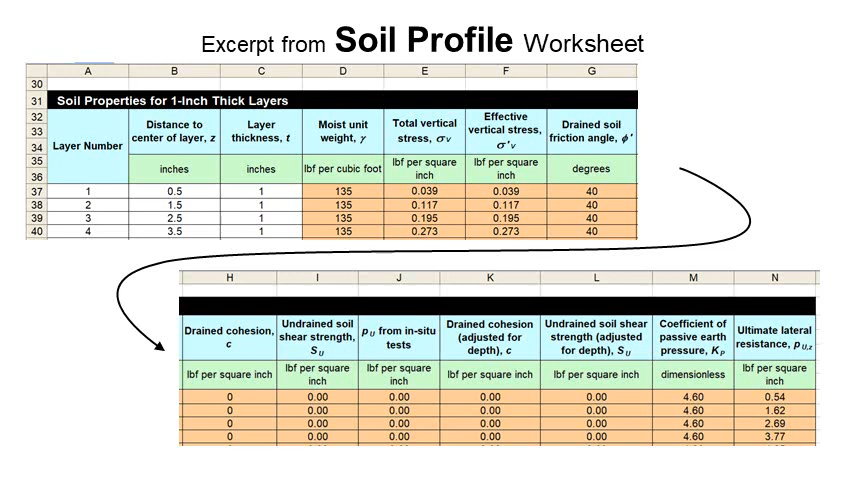 Excerpt from Soil Profile Worksheet
A B C D E F G
30
31 Soil Properties for 1-Inch Thick Layers
32
33
34
35
36
Layer Number
Distance to
center of layer, z
inches
Layer
thickness, t
inches
Moist unit
weight, γ
lbf per cubic foot
Total vertical
stress, σv
lbf per square
inch
Effective
vertical stress,
σ'v
lbf per square
inch
Drained soil
friction angle, ϕ'
degrees
37 1 0.5 1 135 0.039 0.039 40
38 2 1.5 1 135 0.117 0.117 40
39 3 2.5 1 135 0.195 0.195 40
40 4 3.5 1 135 0.273 0.273 40
H I J K L M N
Drained cohesion,
c
lbf per square inch
Undrained soil
shear strength,
SU
lbf per square
inch
pU from in-situ
tests
lbf per square
inch
Drained cohesion
(adjusted for
depth), c
lbf per square inch
Undrained soil shear
strength (adjusted
for depth), SU
lbf per square inch
Coefficient of
passive earth
pressure, KP
dimensionless
Ultimate lateral
resistance, pU,z
lbf per square
inch
0 0.00 0.00 0.00 0.00 4.60 0.54
0 0.00 0.00 0.00 0.00 4.60 1.62
0 0.00 0.00 0.00 0.00 4.60 2.69
0 0.00 0.00 0.00 0.00 4.60 3.77